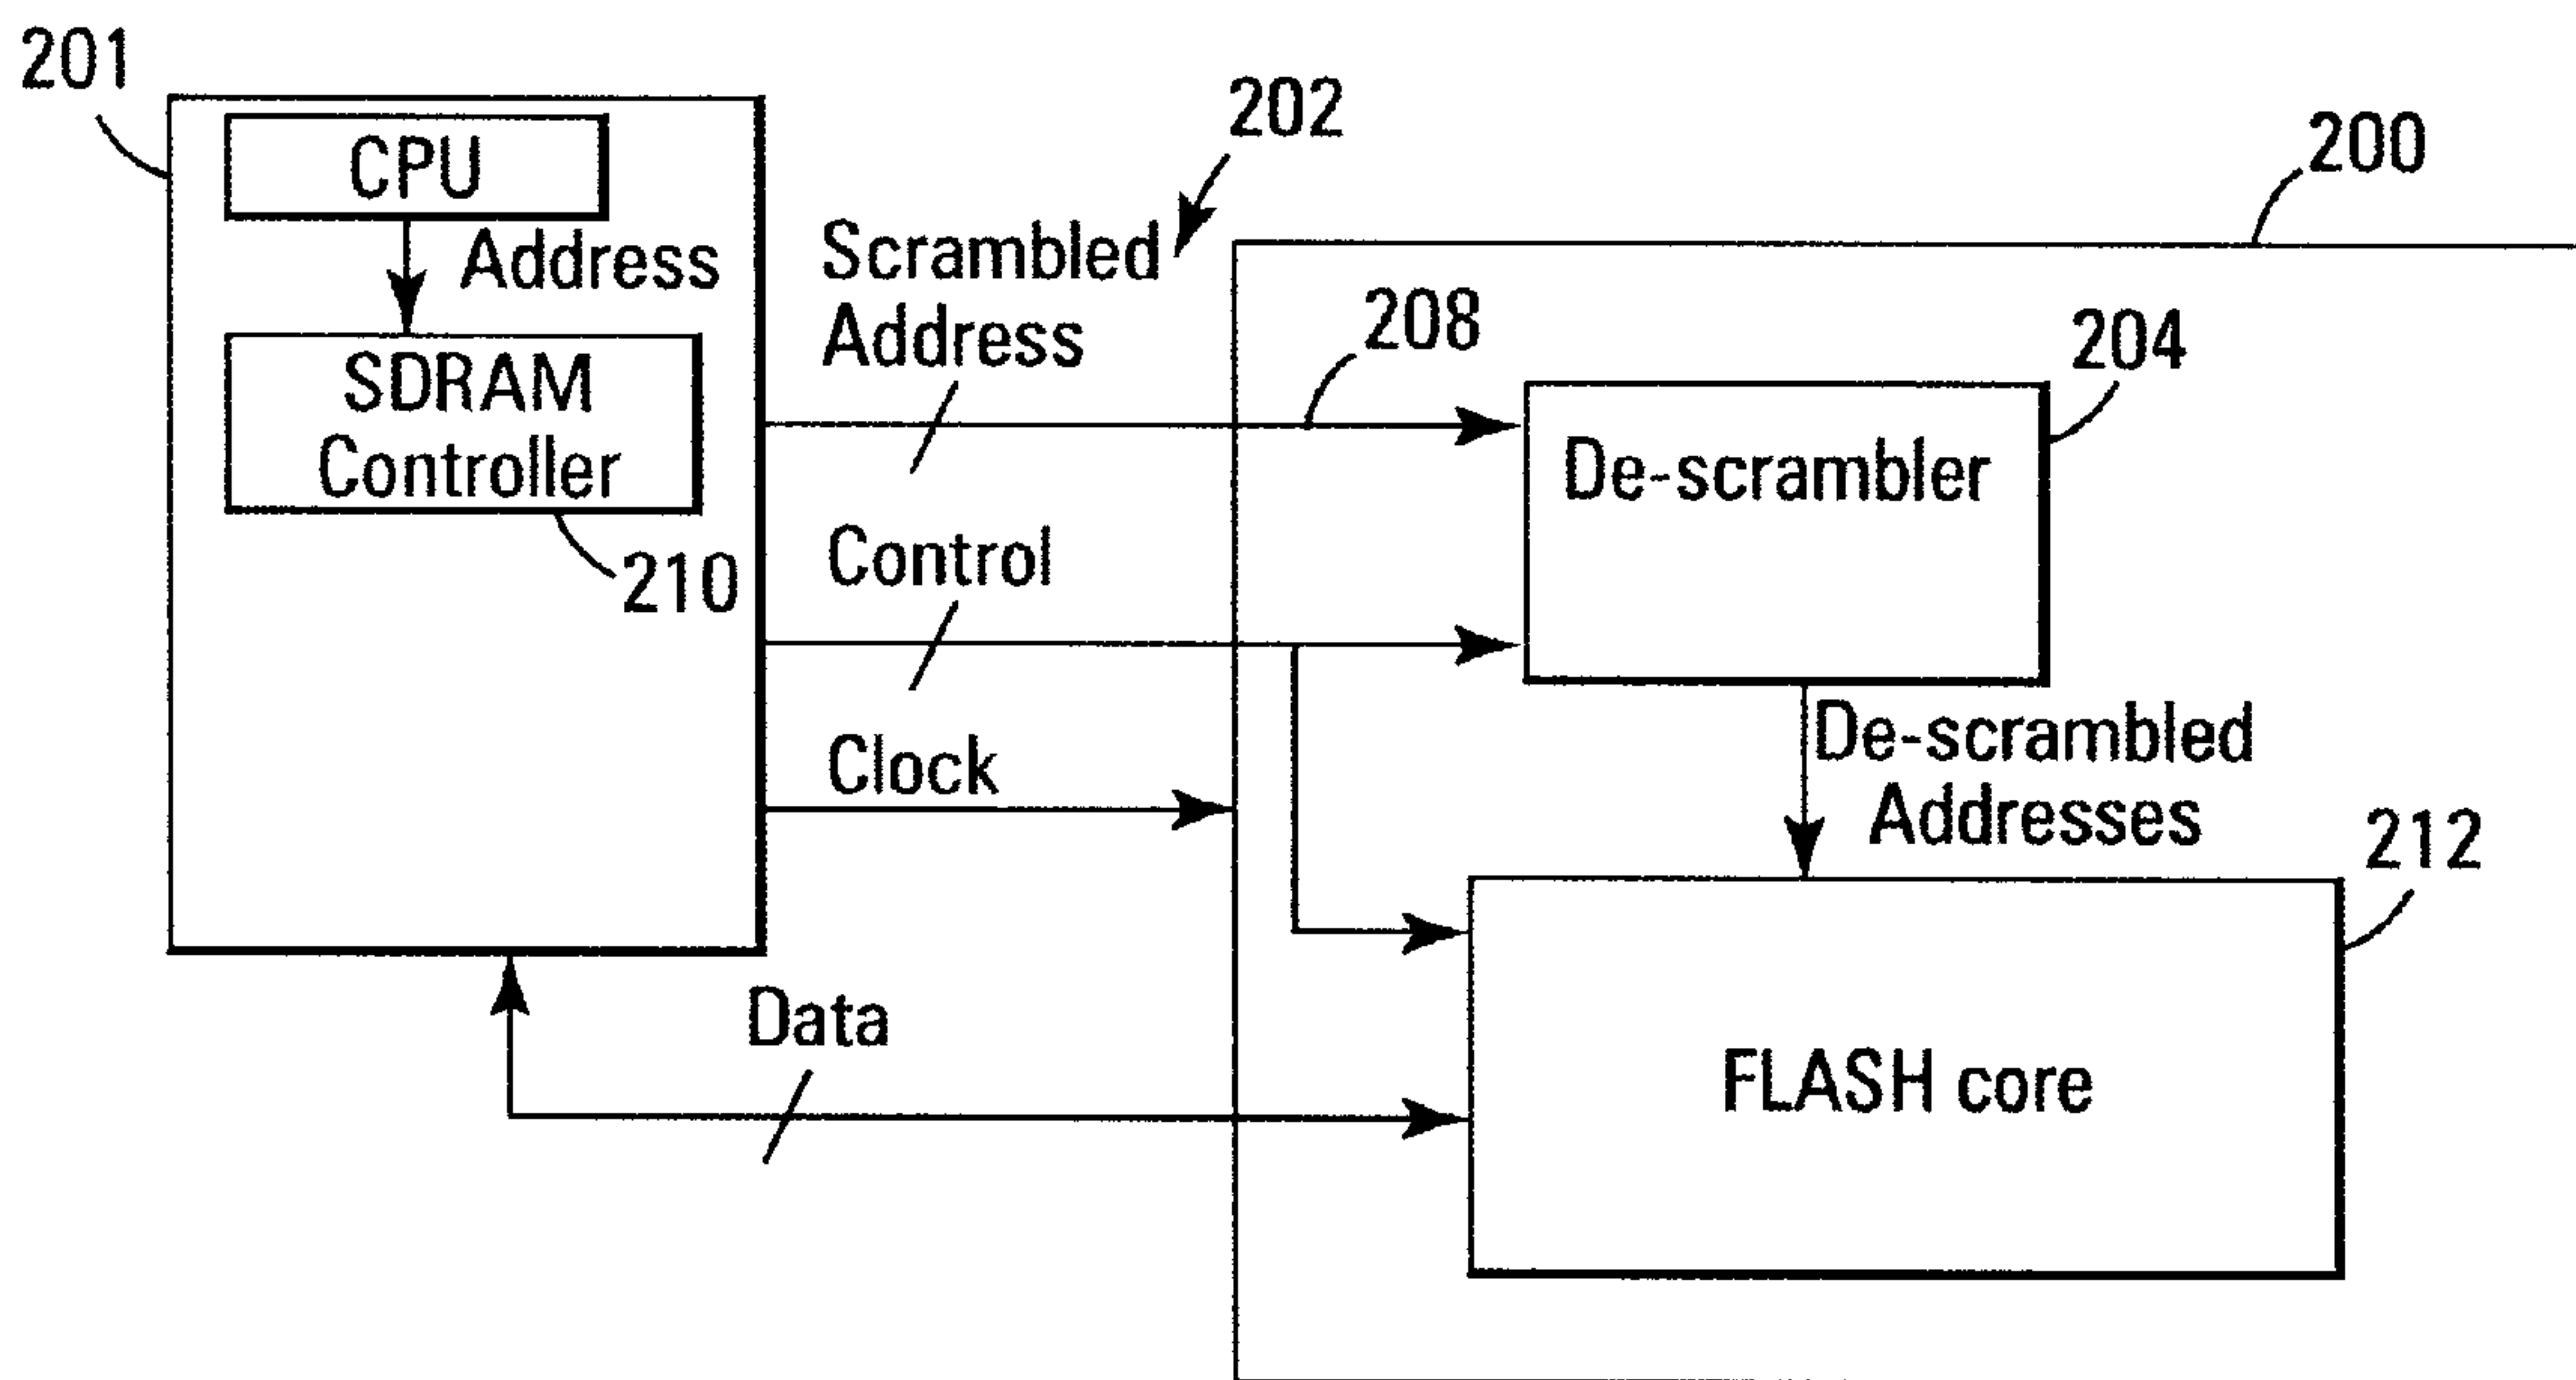 201
CPU
Address
SDRAM
Controller
210
202
Scrambled
Address
Control
Clock
Data
200
208
204
De-scrambler
De-scrambled
Addresses
212
FLASH core